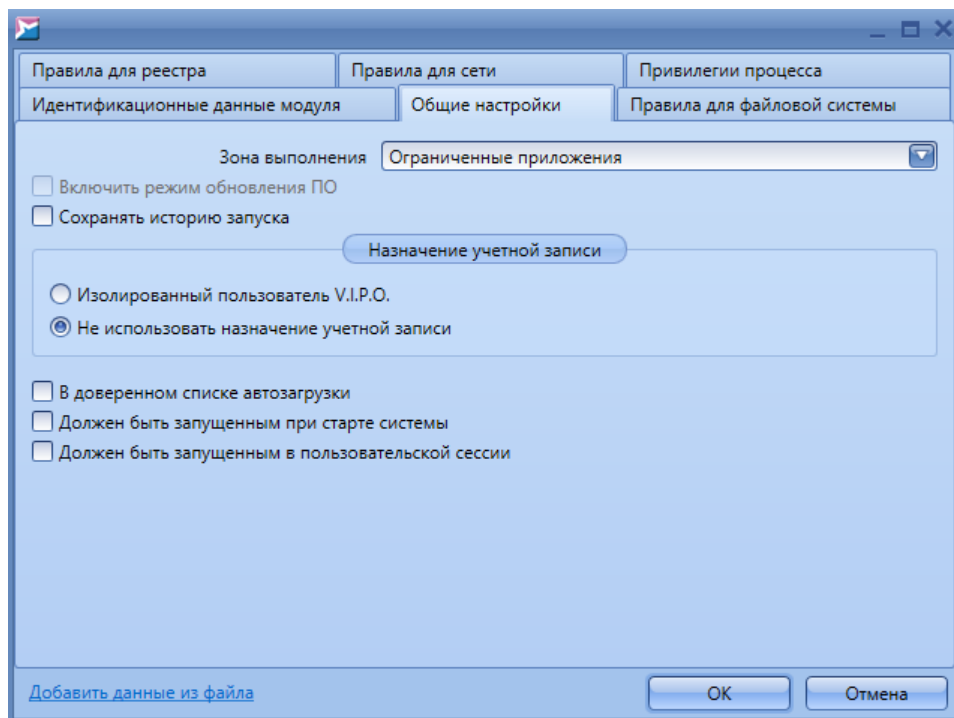 Правила для реестра
Правила для сети
Привилегии процесса
Идентификационные данные модуля
Общие настройки
Правила для файловой системы
Зона выполнения
Ограниченные приложения
Включить режим обновления ПО
Сохранять историю запуска
Назначение учетной записи
Изолированный пользователь V.I.P.O.
Не использовать назначение учетной записи
В доверенном списке автозагрузки
Должен быть запущенным при старте системы
Должен быть запущенным в пользовательской сессии
Добавить данные из файла
OK
Отмена